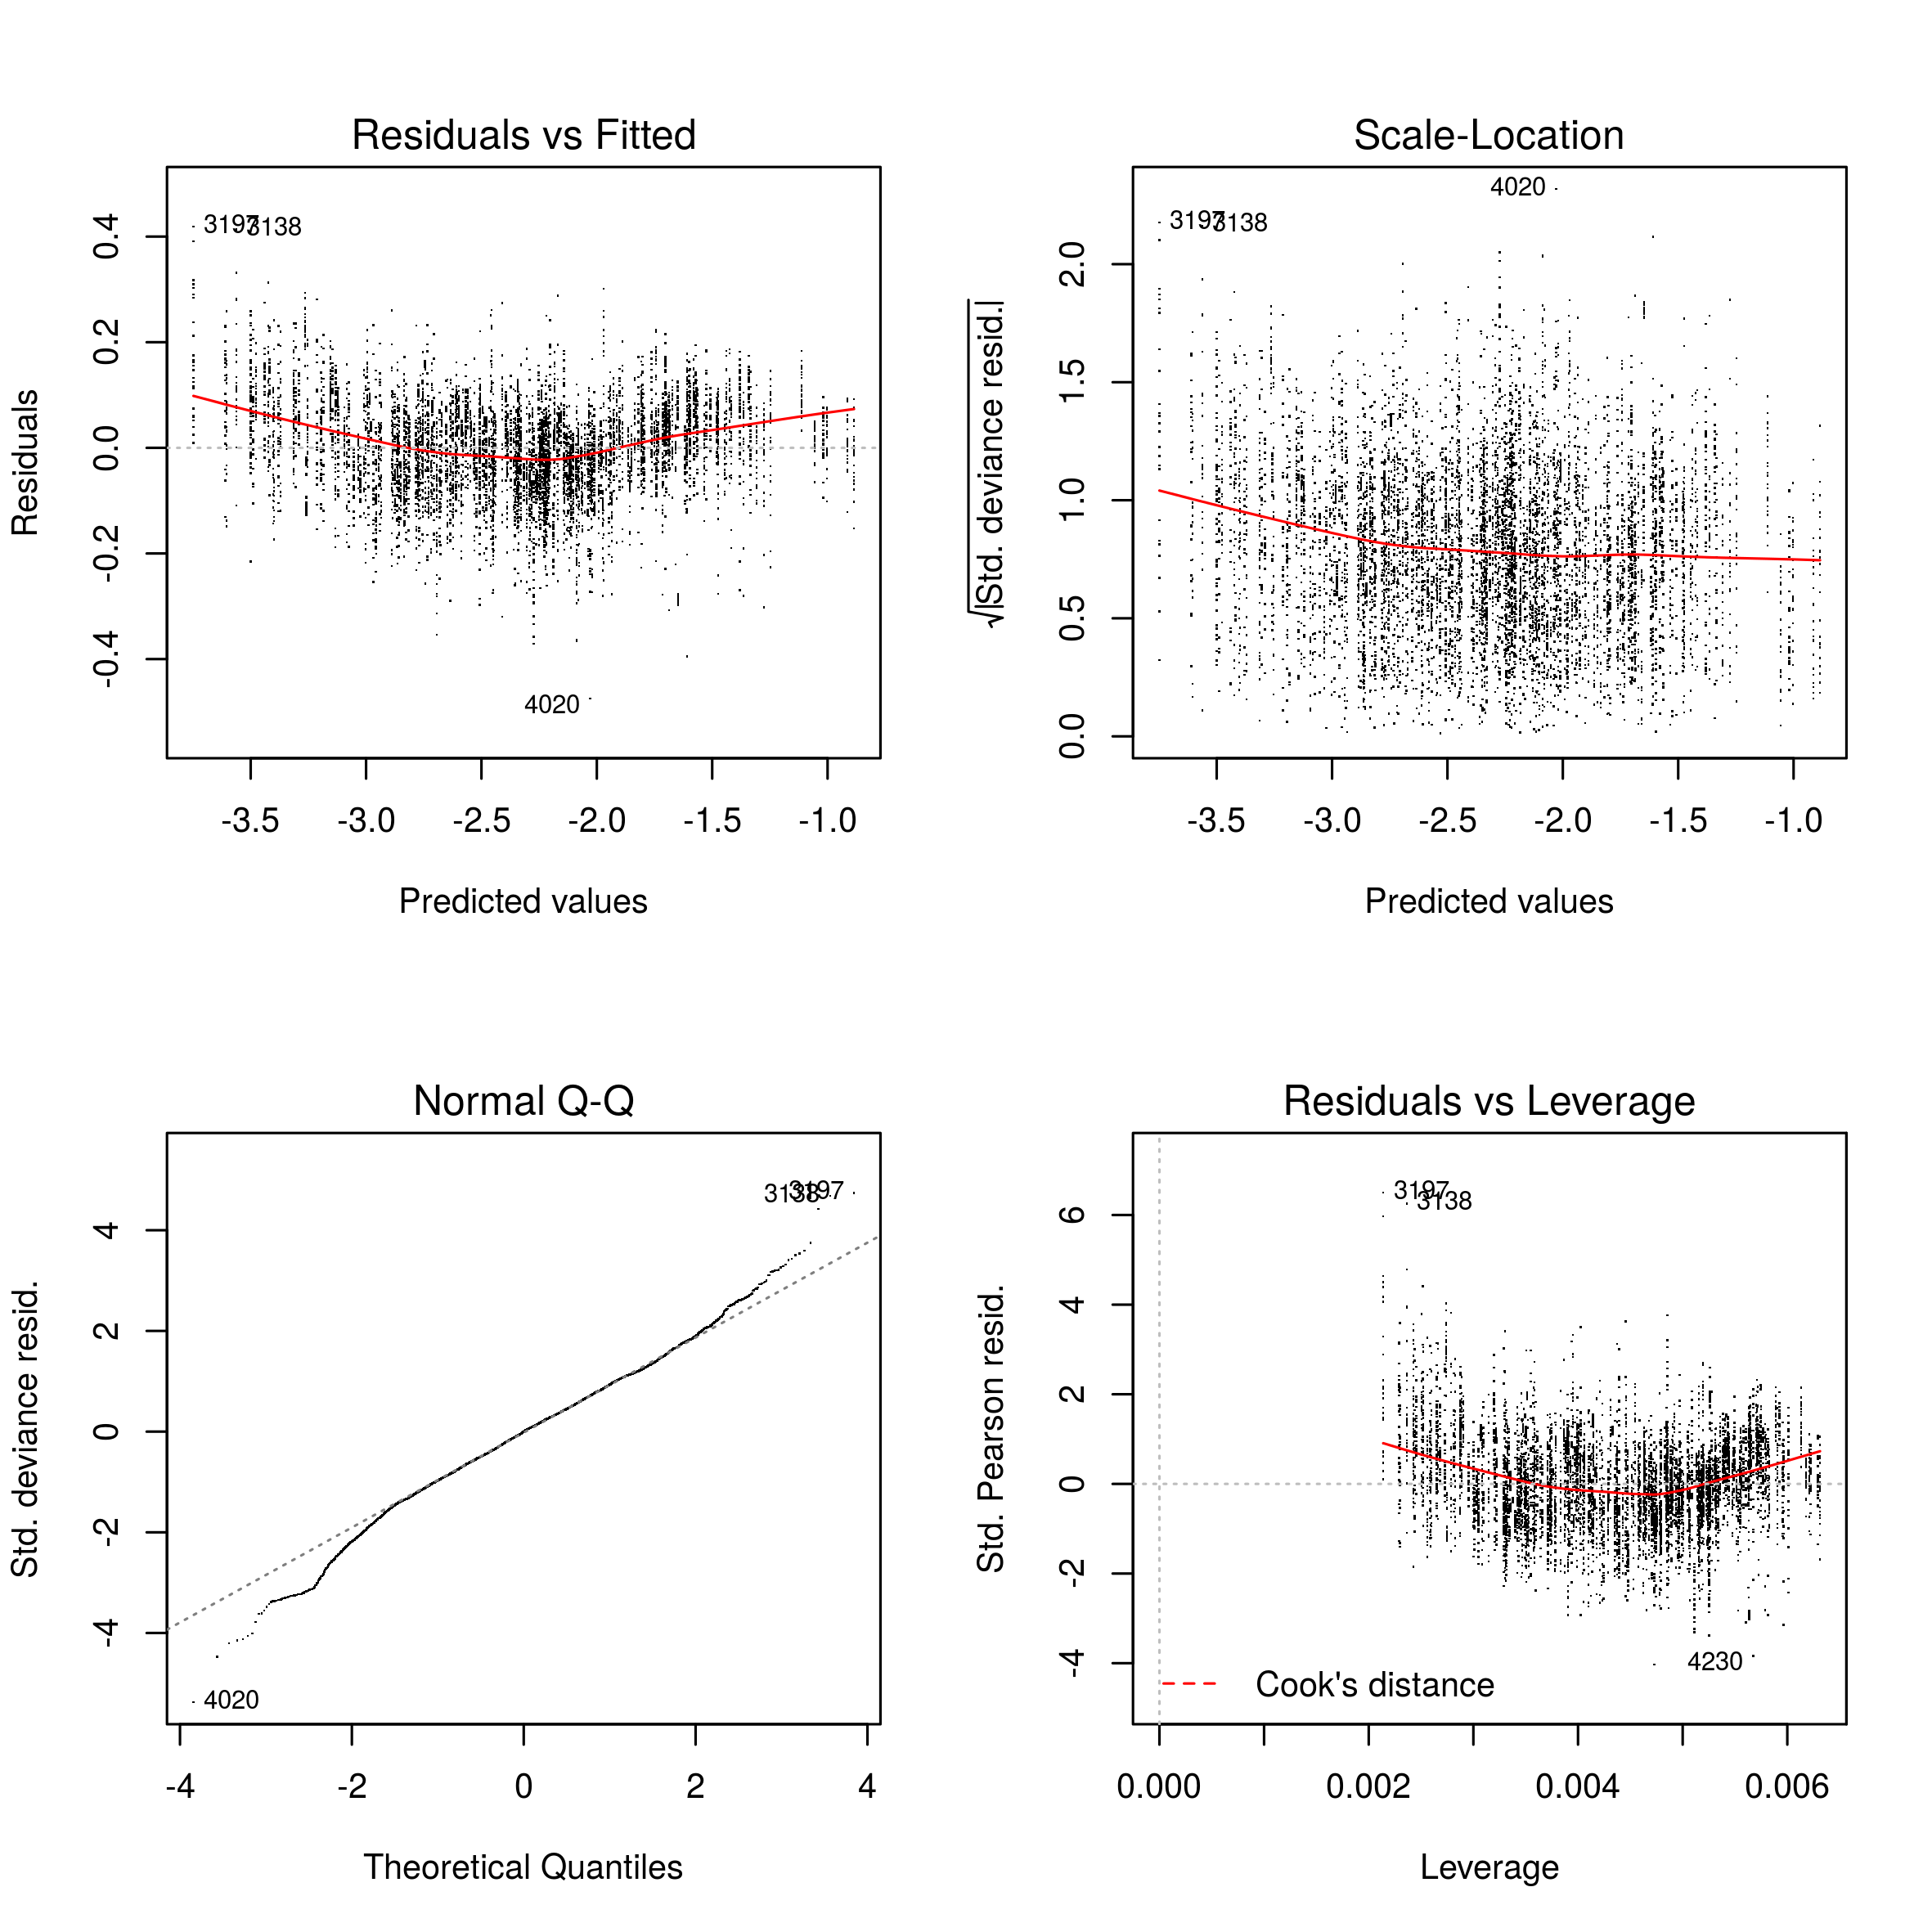 Residuals vs Fitted
Residuals
0.4
0.2
0.0
-0.2
-0.4
3197
3138
4020
-3.5 -3.0 -2.5 -2.0 -1.5 -1.0
Predicted values
Scale-Location
√|Std. deviance resid.|
2.0
1.5
1.0
0.5
0.0
4020
3197
3138
-3.5 -3.0 -2.5 -2.0 -1.5 -1.0
Predicted values
Normal Q-Q
Std. deviance resid.
4
2
0
-2
-4
3138
3197
4020
-4 -2 0 2 4
Theoretical Quantiles
Residuals vs Leverage
Std. Pearson resid.
6
4
2
0
-2
-4
3197
3138
4230
Cook's distance
0.000 0.002 0.004 0.006
Leverage